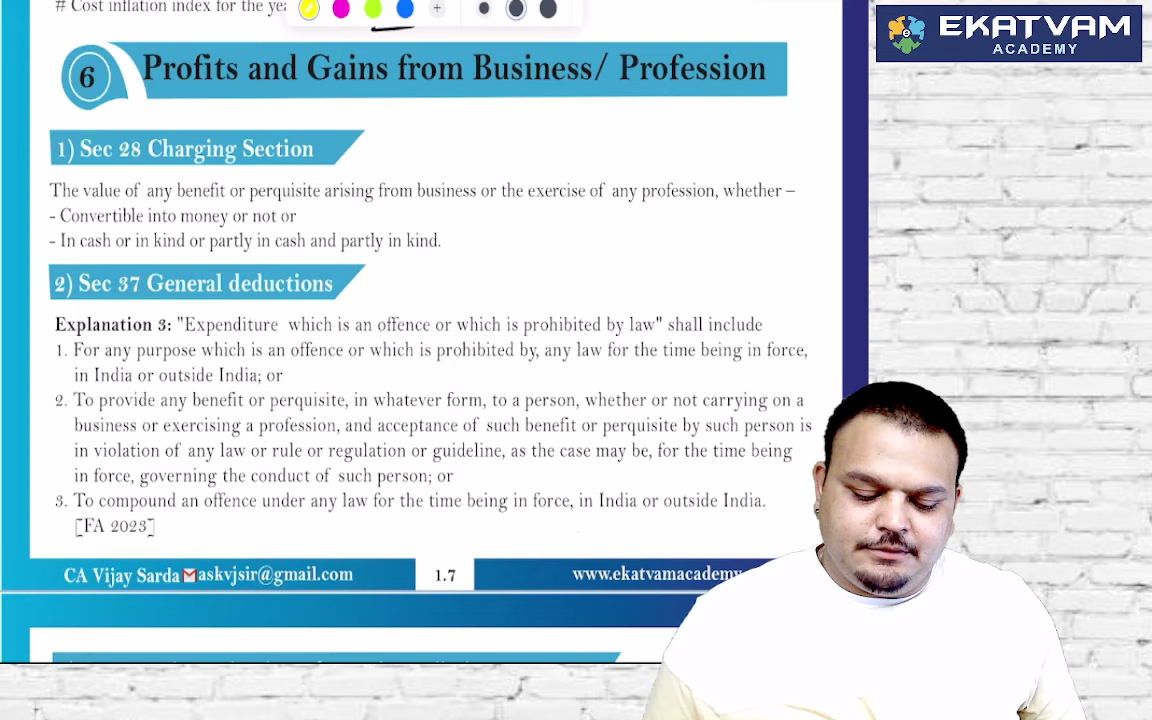 # Cost inflation index for the
EKATVAM
ACADEMY
6 Profits and Gains from Business/ Profession
1) Sec 28 Charging Section
The value of any benefit or perquisite arising from business or the exercise of any profession, whether –
- Convertible into money or not or
- In cash or in kind or partly in cash and partly in kind.
2) Sec 37 General deductions
Explanation 3: "Expenditure which is an offence or which is prohibited by law" shall include
1. For any purpose which is an offence or which is prohibited by, any law for the time being in force,
in India or outside India; or
2. To provide any benefit or perquisite, in whatever form, to a person, whether or not carrying on a
business or exercising a profession, and acceptance of such benefit or perquisite by such person is
in violation of any law or rule or regulation or guideline, as the case may be, for the time being
in force, governing the conduct of such person; or
3. To compound an offence under any law for the time being in force, in India or outside India.
[FA 2023]
CA Vijay Sarda askvjsir@gmail.com 1.7 www.ekatvamacademy